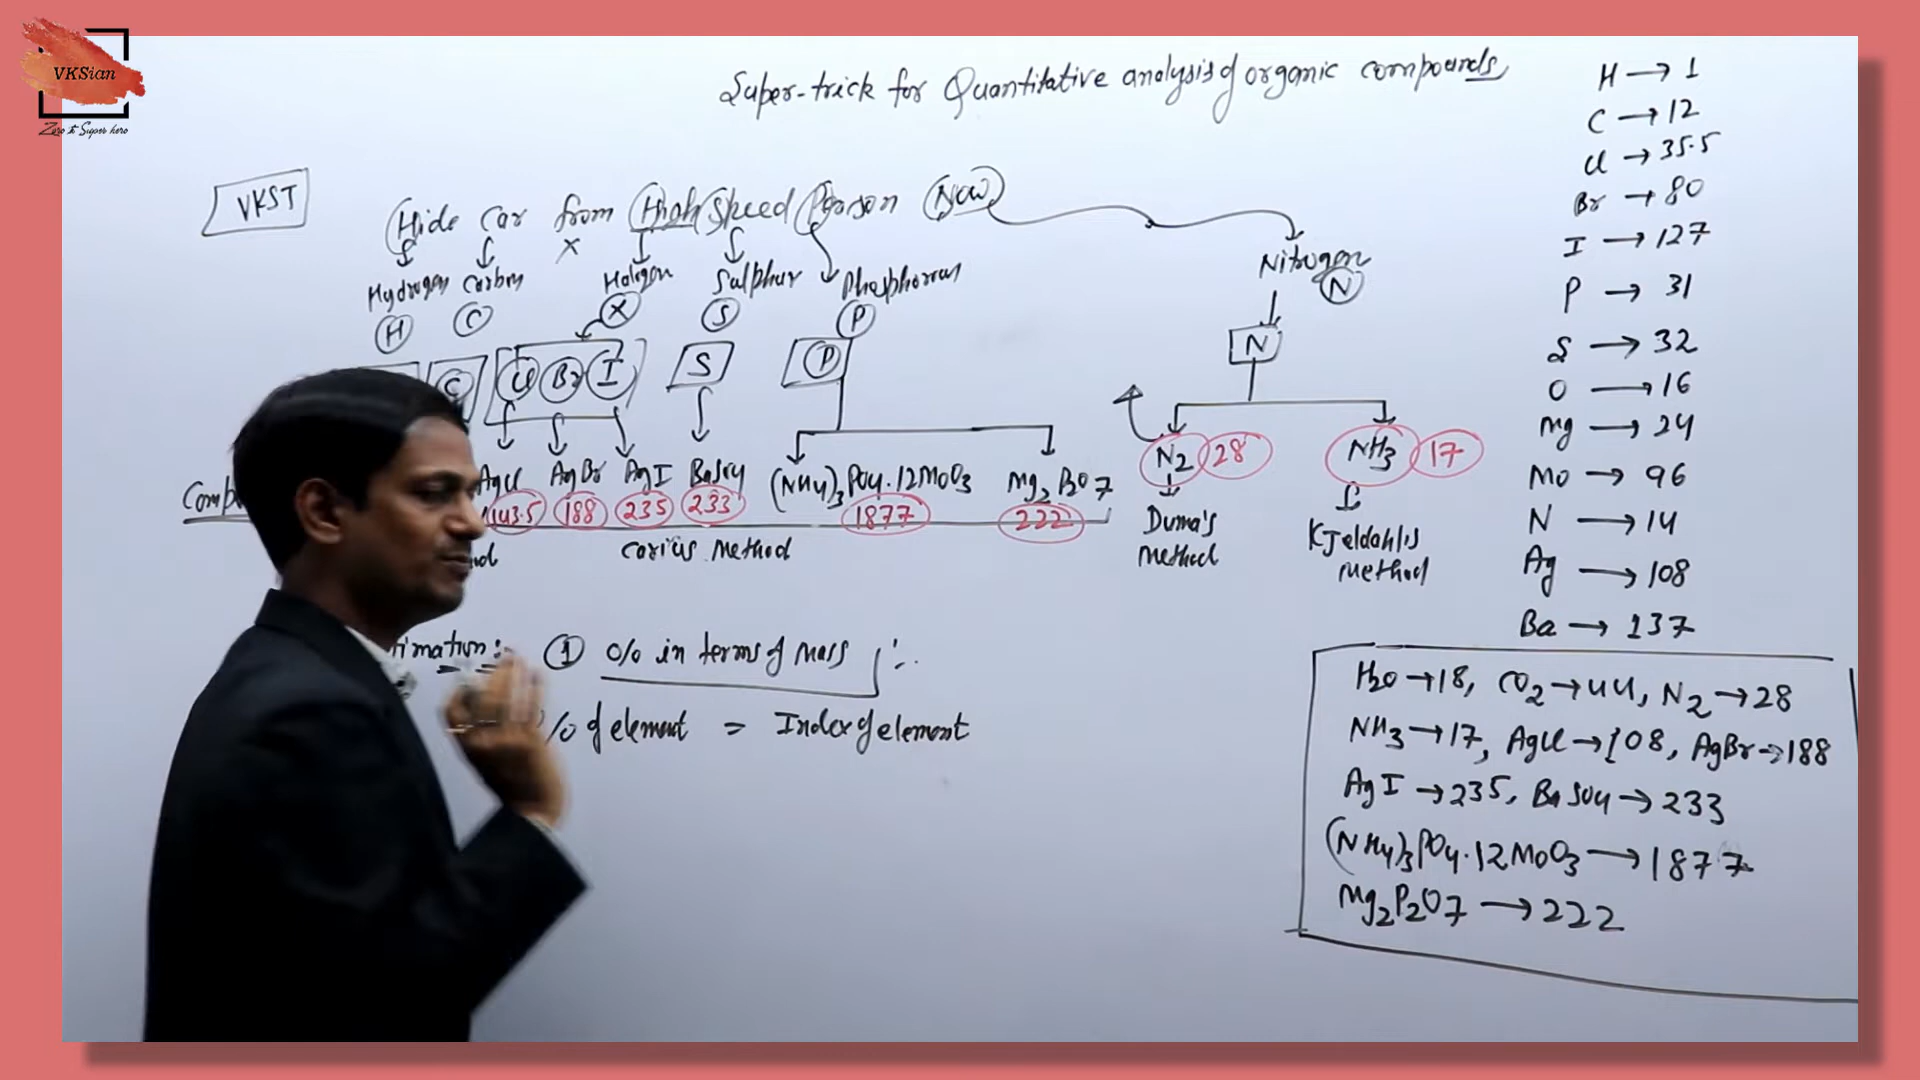 VKSian
Zero to Super hero
Super-trick for Quantitative analysis of organic compounds
VKST
Hide Car from High Speed Person Now
x
Hydrogen Carbon Halogen Sulphur Phosphorous Nitrogen
H C X S P N
C Cl Br I S P N
AgCl AgBr AgI BaSO4 (NH4)3PO4.12MoO3 Mg2P2O7 N2 28 NH3 17
143.5 188 235 233 1877 222
Carius Method
Duma's Method
KJeldahl's Method
① % in terms of Mass :-
% of element = Index of element
H → 1
C → 12
Cl → 35.5
Br → 80
I → 127
P → 31
S → 32
O → 16
Mg → 24
Mo → 96
N → 14
Ag → 108
Ba → 137
H2O → 18, CO2 → 44, N2 → 28
NH3 → 17, AgCl → 108, AgBr → 188
AgI → 235, BaSO4 → 233
(NH4)3PO4.12MoO3 → 1877
Mg2P2O7 → 222